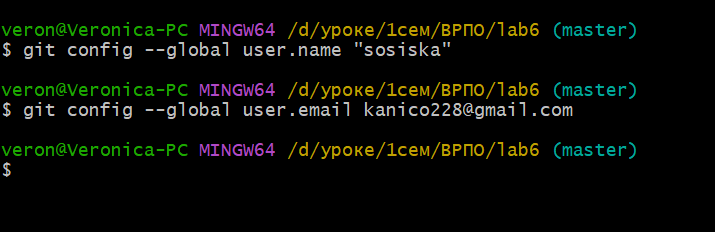 veron@Veronica-PC MINGW64 /d/уроке/1сем/ВРПО/lab6 (master)
$ git config --global user.name "sosiska"
veron@Veronica-PC MINGW64 /d/уроке/1сем/ВРПО/lab6 (master)
$ git config --global user.email kanico228@gmail.com
veron@Veronica-PC MINGW64 /d/уроке/1сем/ВРПО/lab6 (master)
$